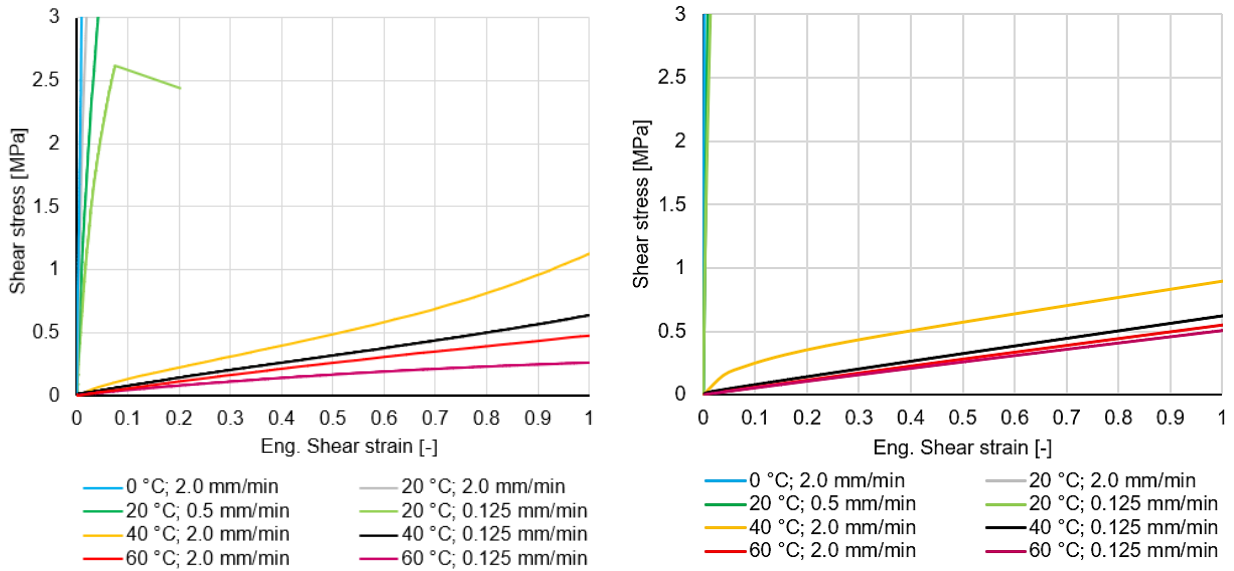 3
2.5
2
1.5
1
0.5
0
Shear stress [MPa]
0 0.1 0.2 0.3 0.4 0.5 0.6 0.7 0.8 0.9 1
Eng. Shear strain [-]
0 °C; 2.0 mm/min 20 °C; 2.0 mm/min
20 °C; 0.5 mm/min 20 °C; 0.125 mm/min
40 °C; 2.0 mm/min 40 °C; 0.125 mm/min
60 °C; 2.0 mm/min 60 °C; 0.125 mm/min
3
2.5
2
1.5
1
0.5
0
Shear stress [MPa]
0 0.1 0.2 0.3 0.4 0.5 0.6 0.7 0.8 0.9 1
Eng. Shear strain [-]
0 °C; 2.0 mm/min 20 °C; 2.0 mm/min
20 °C; 0.5 mm/min 20 °C; 0.125 mm/min
40 °C; 2.0 mm/min 40 °C; 0.125 mm/min
60 °C; 2.0 mm/min 60 °C; 0.125 mm/min